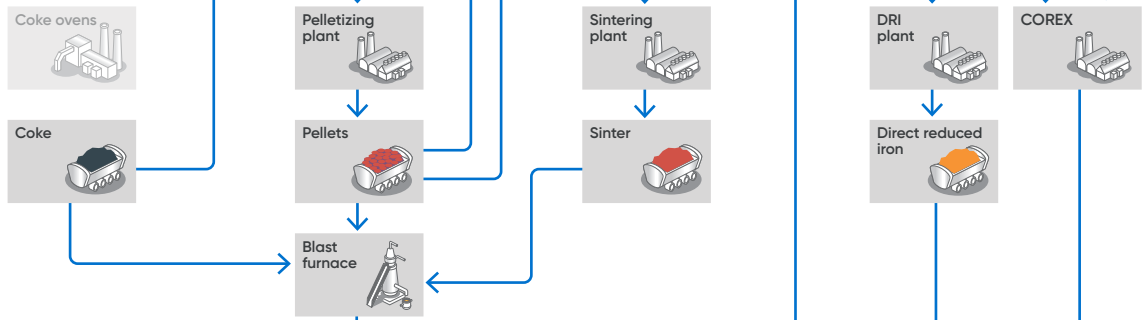 Coke ovens
Pelletizing
plant
Sintering
plant
DRI
plant
COREX
Coke
Pellets
Sinter
Direct reduced
iron
Blast
furnace